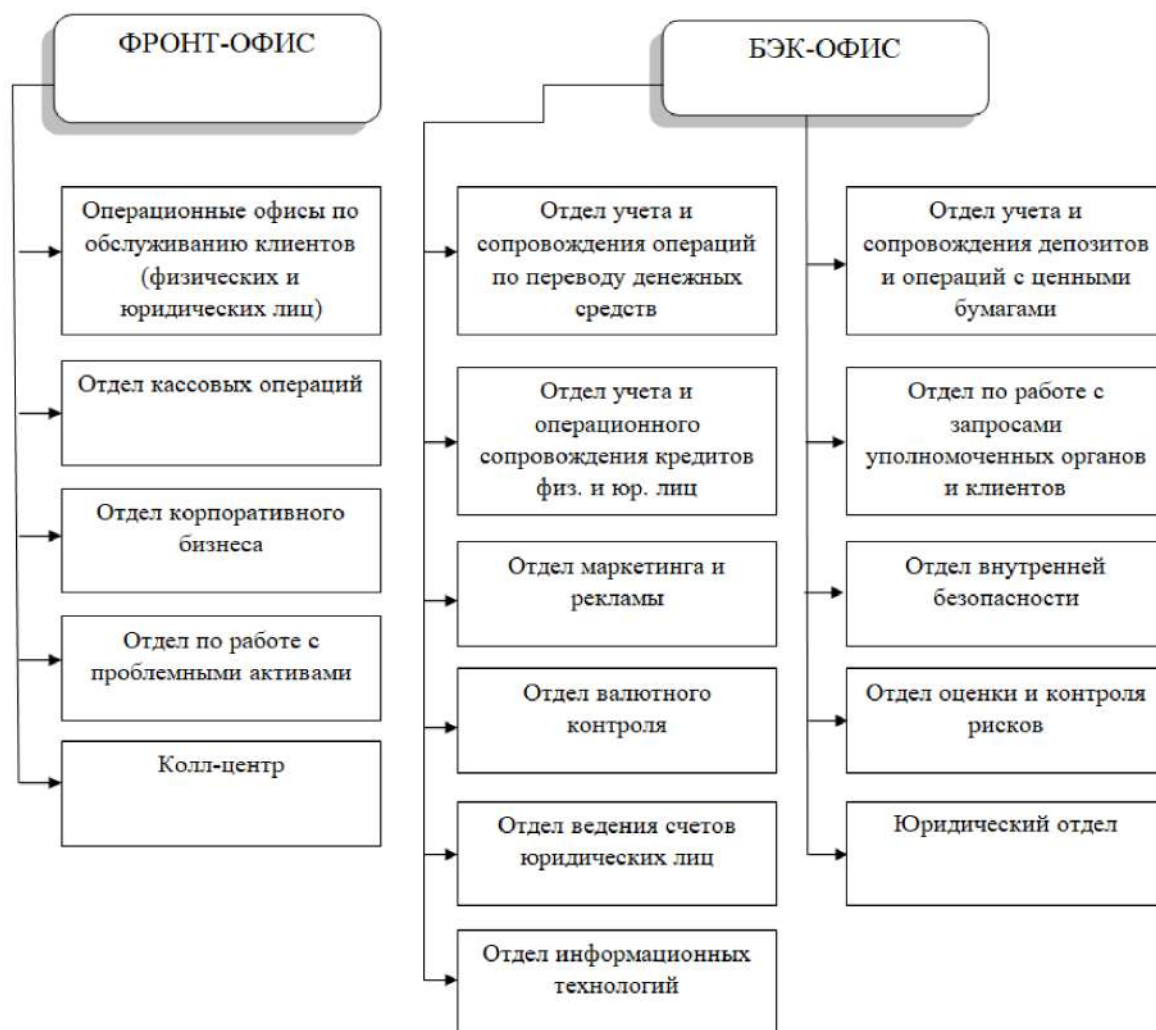 ФРОНТ-ОФИС
Операционные офисы по
обслуживанию клиентов
(физических и
юридических лиц)
Отдел кассовых операций
Отдел корпоративного
бизнеса
Отдел по работе с
проблемными активами
Колл-центр
БЭК-ОФИС
Отдел учета и
сопровождения операций
по переводу денежных
средств
Отдел учета и
операционного
сопровождения кредитов
физ. и юр. лиц
Отдел маркетинга и
рекламы
Отдел валютного
контроля
Отдел ведения счетов
юридических лиц
Отдел информационных
технологий
Отдел учета и
сопровождения депозитов
и операций с ценными
бумагами
Отдел по работе с
запросами
уполномоченных органов
и клиентов
Отдел внутренней
безопасности
Отдел оценки и контроля
рисков
Юридический отдел